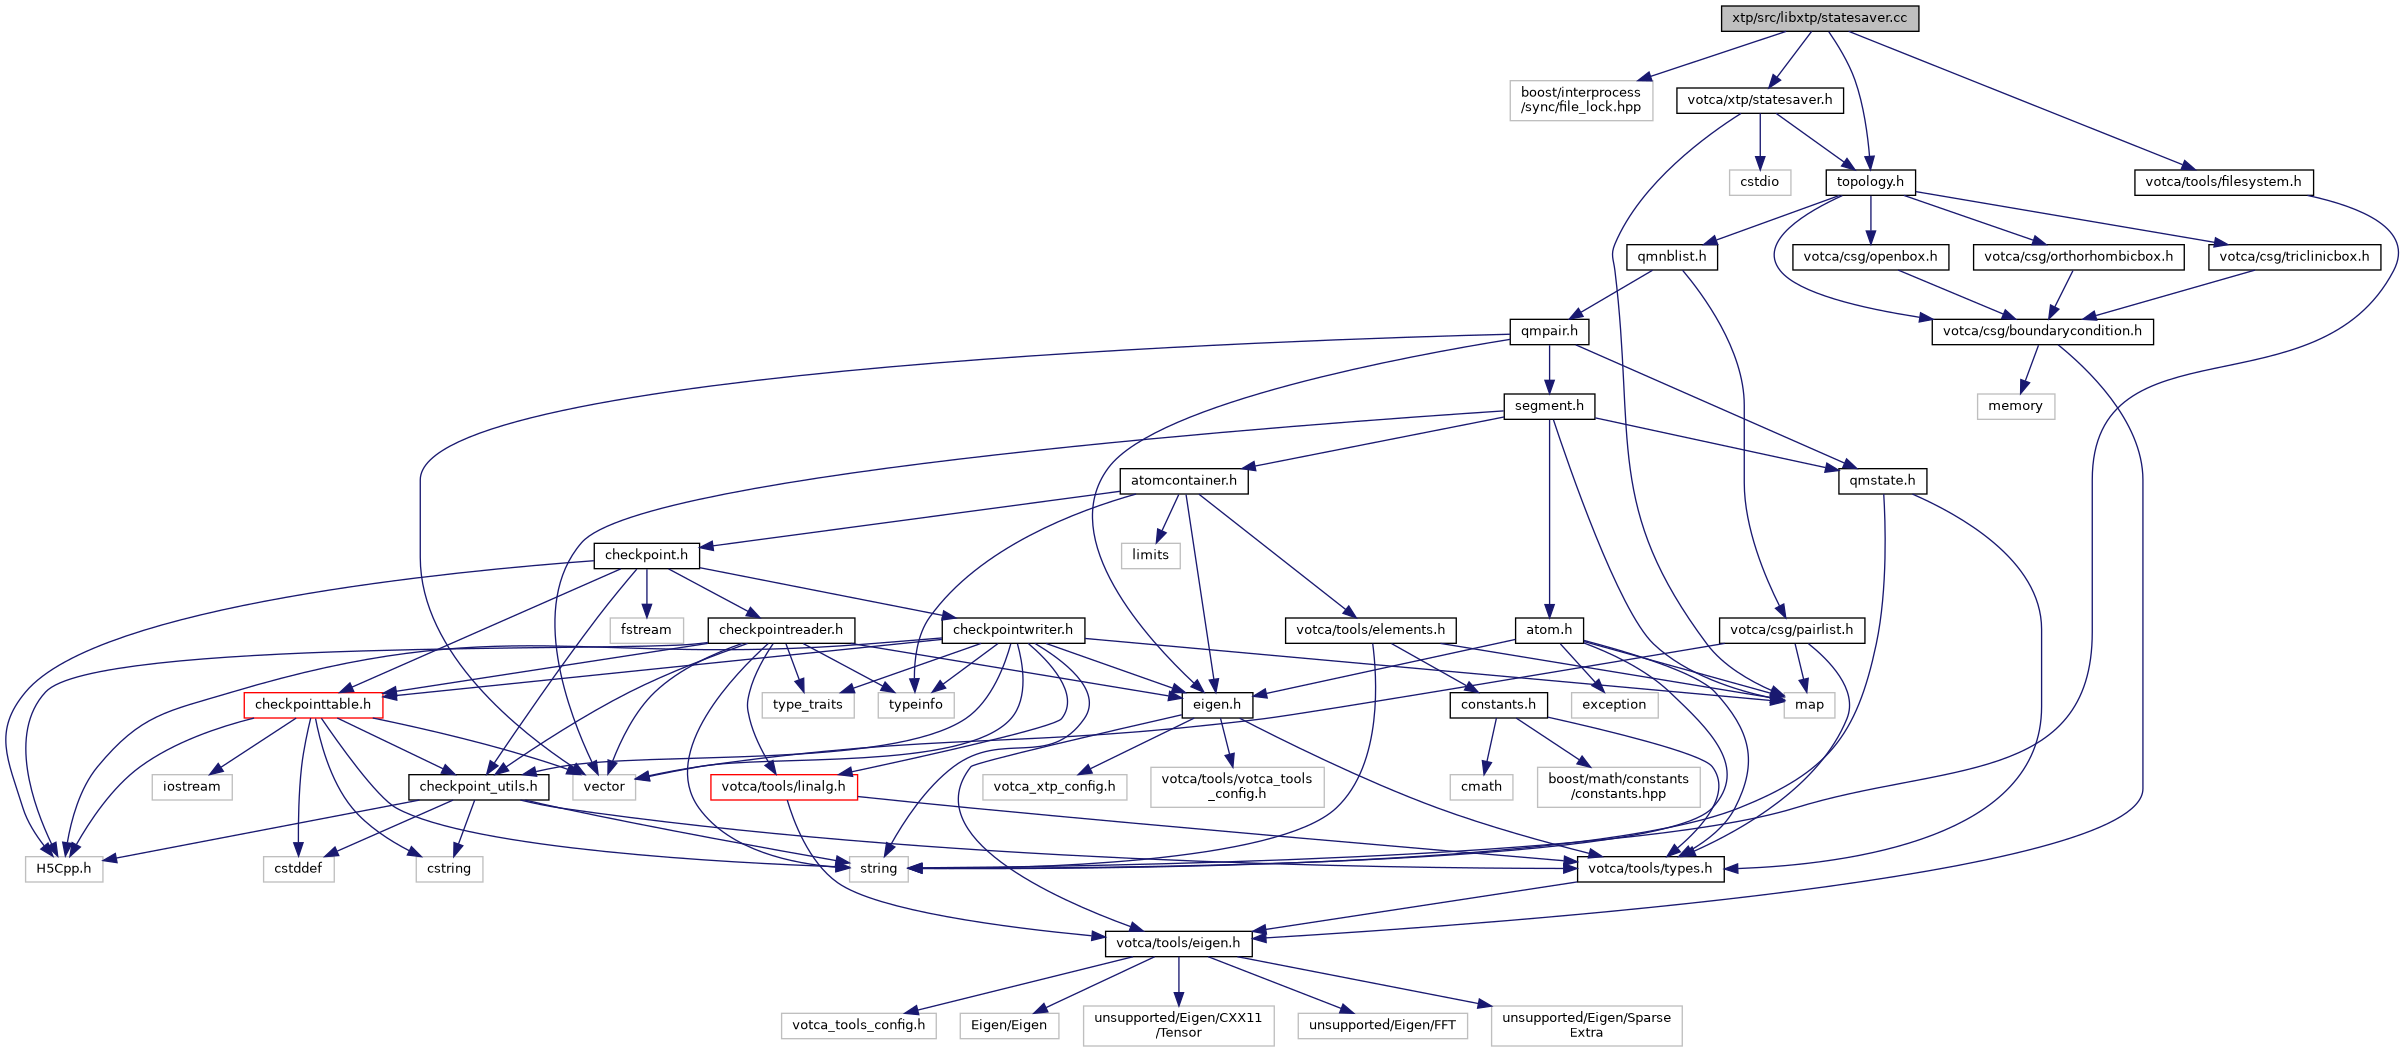 xtp/src/libxtp/statesaver.cc
boost/interprocess
/sync/file_lock.hpp
votca/xtp/statesaver.h
cstdio
topology.h
votca/tools/filesystem.h
qmnblist.h
votca/csg/openbox.h
votca/csg/orthorhombicbox.h
votca/csg/triclinicbox.h
qmpair.h
votca/csg/boundarycondition.h
segment.h
memory
atomcontainer.h
qmstate.h
checkpoint.h
limits
fstream
checkpointreader.h
checkpointwriter.h
votca/tools/elements.h
atom.h
votca/csg/pairlist.h
checkpointtable.h
type_traits
typeinfo
eigen.h
constants.h
exception
map
iostream
checkpoint_utils.h
vector
votca/tools/linalg.h
votca_xtp_config.h
votca/tools/votca_tools
_config.h
cmath
boost/math/constants
/constants.hpp
H5Cpp.h
cstddef
cstring
string
votca/tools/types.h
votca/tools/eigen.h
votca_tools_config.h
Eigen/Eigen
unsupported/Eigen/CXX11
/Tensor
unsupported/Eigen/FFT
unsupported/Eigen/Sparse
Extra